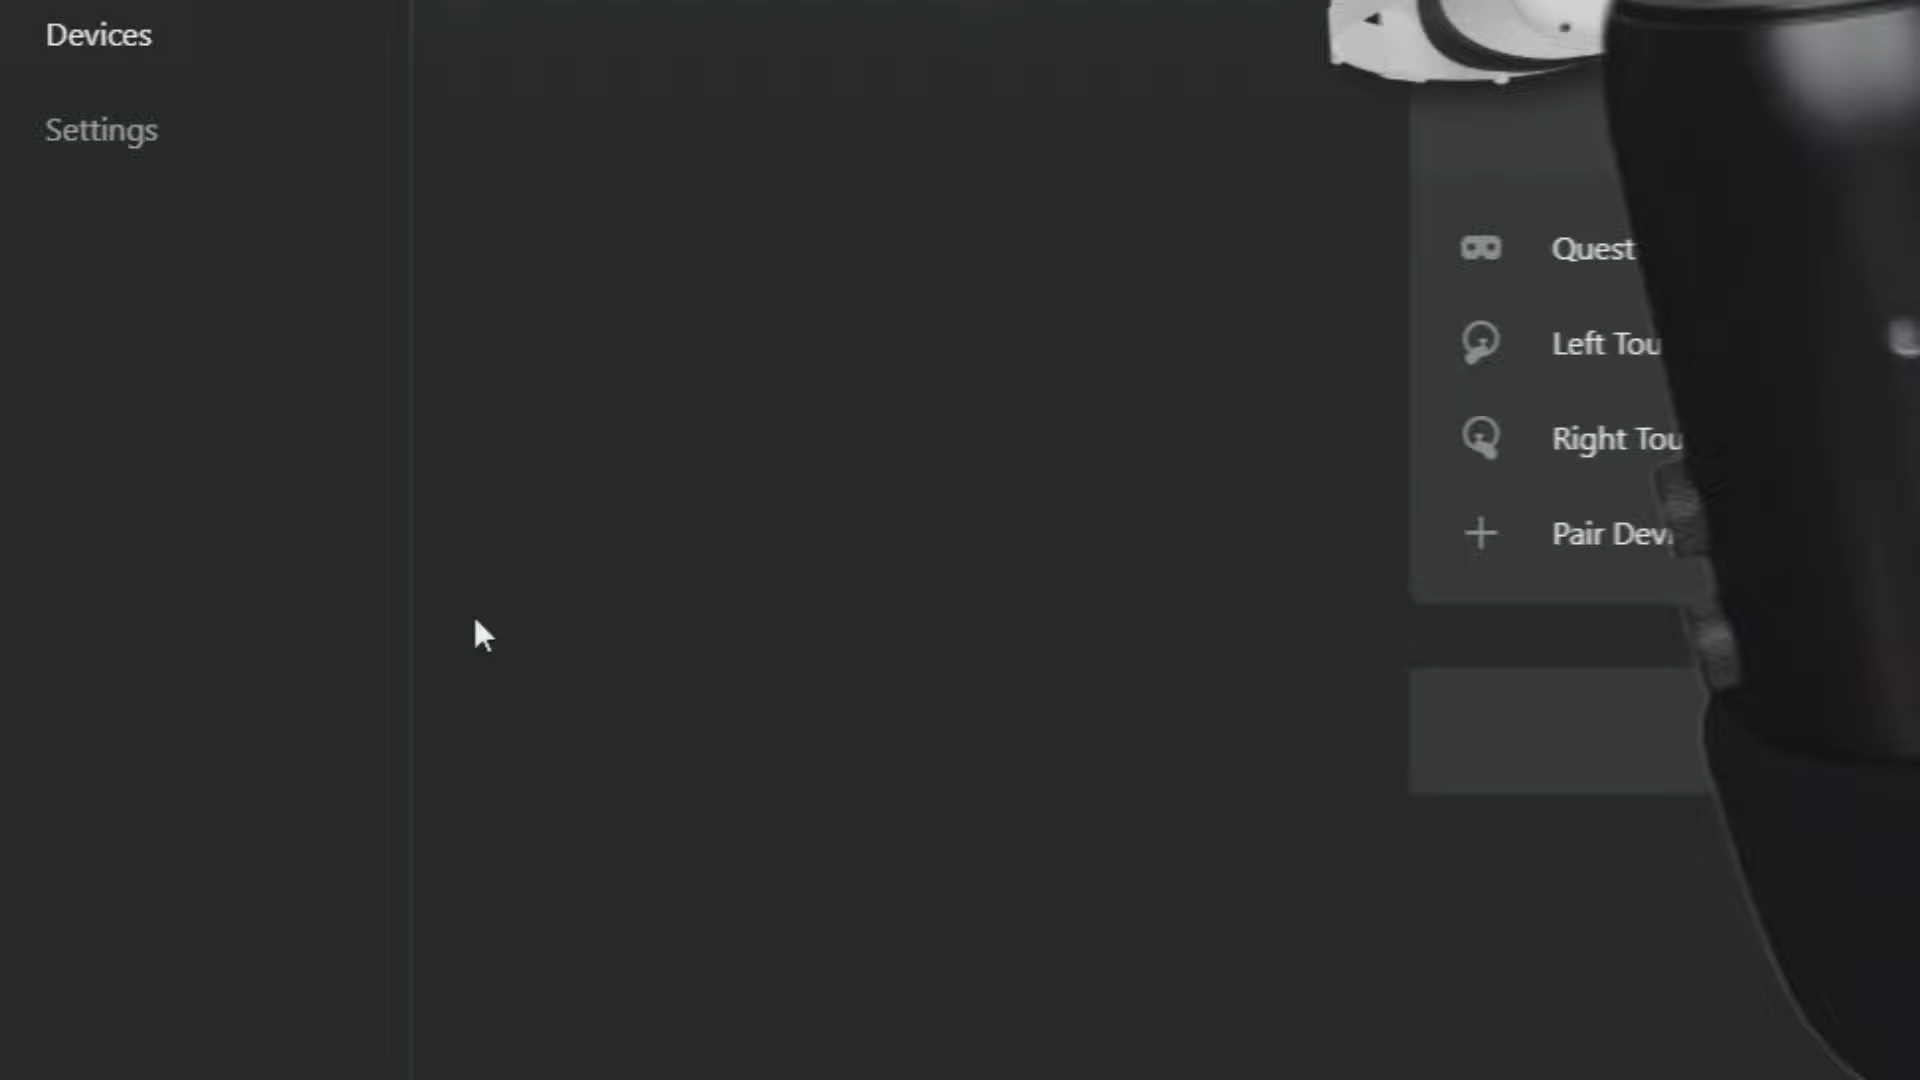 Devices
Settings
Quest
Left Tou
Right Tou
Pair Dev